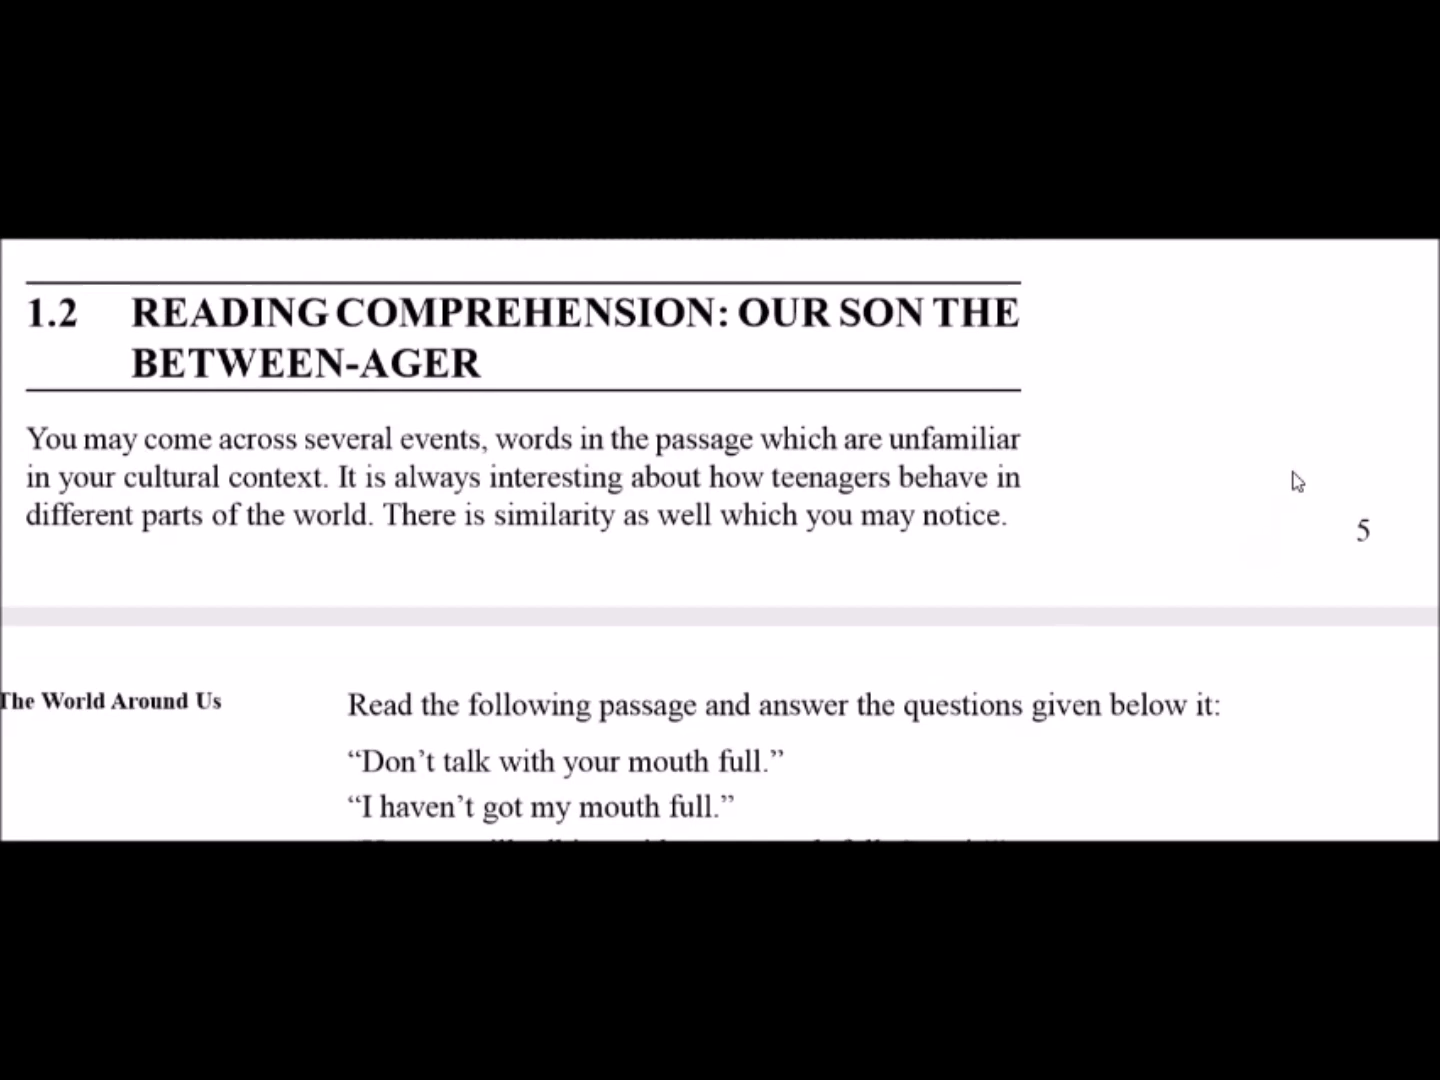 1.2 READING COMPREHENSION: OUR SON THE
BETWEEN-AGER
You may come across several events, words in the passage which are unfamiliar
in your cultural context. It is always interesting about how teenagers behave in
different parts of the world. There is similarity as well which you may notice.
5
The World Around Us
Read the following passage and answer the questions given below it:
“Don’t talk with your mouth full.”
“I haven’t got my mouth full.”